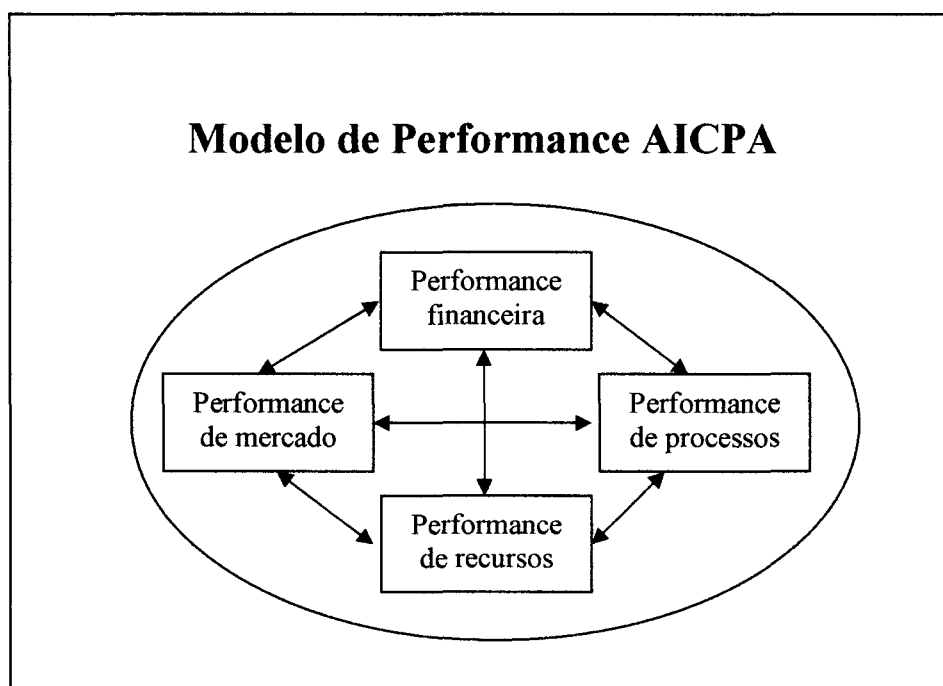 Modelo de Performance AICPA
Performance
financeira
Performance
de mercado
Performance
de processos
Performance
de recursos